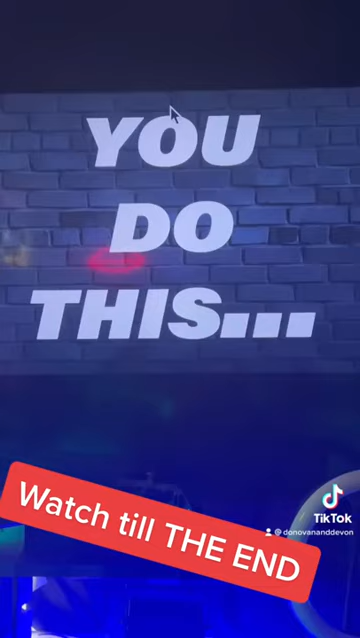 YOU
DO
THIS...
Watch till THE END
TikTok
@donovananddevon